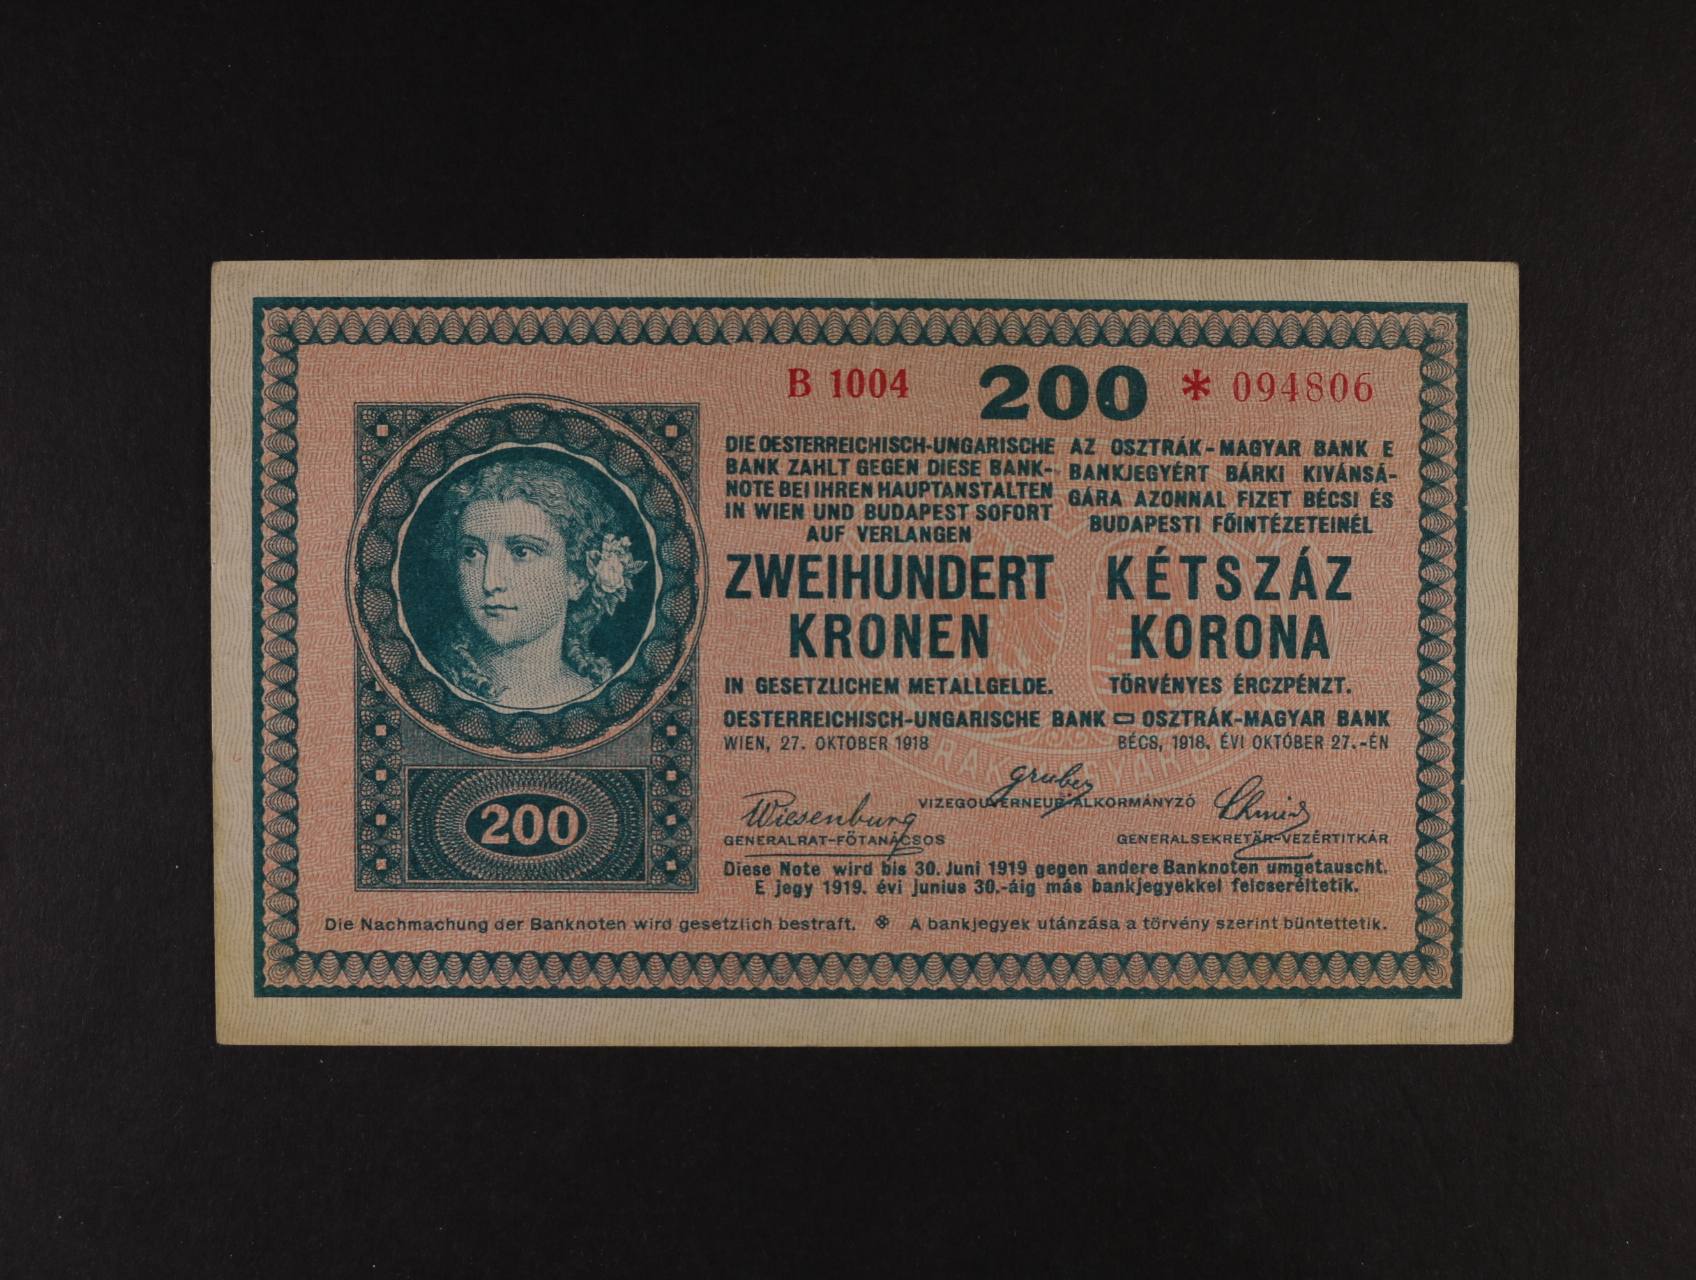 B 1004 200 * 094806
DIE OESTERREICHISCH-UNGARISCHE
BANK ZAHLT GEGEN DIESE BANK-
NOTE BEI IHREN HAUPTANSTALTEN
IN WIEN UND BUDAPEST SOFORT
AUF VERLANGEN
ZWEIHUNDERT
KRONEN
IN GESETZLICHEM METALLGELDE.
AZ OSZTRÁK-MAGYAR BANK E
BANKJEGYÉRT BÁRKI KIVÁNSÁ-
GÁRA AZONNAL FIZET BÉCSI ÉS
BUDAPESTI FŐINTÉZETEINÉL
KÉTSZÁZ
KORONA
TÖRVÉNYES ÉRCZPÉNZT.
OESTERREICHISCH-UNGARISCHE BANK OSZTRÁK-MAGYAR BANK
WIEN, 27. OKTOBER 1918
BÉCS, 1918. ÉVI OKTÓBER 27.-ÉN
Gruber
VIZEGOUVERNEUR-ALKORMÁNYZÓ
Wiesenburg
GENERALRAT-FŐTANÁCSOS
Schmid
GENERALSEKRETÄR-VEZÉRTITKÁR
Diese Note wird bis 30. Juni 1919 gegen andere Banknoten umgetauscht.
E jegy 1919. évi junius 30.-áig más bankjegyekkel felcseréltetik.
200
Die Nachmachung der Banknoten wird gesetzlich bestraft. A bankjegyek utánzása a törvény szerint büntettetik.